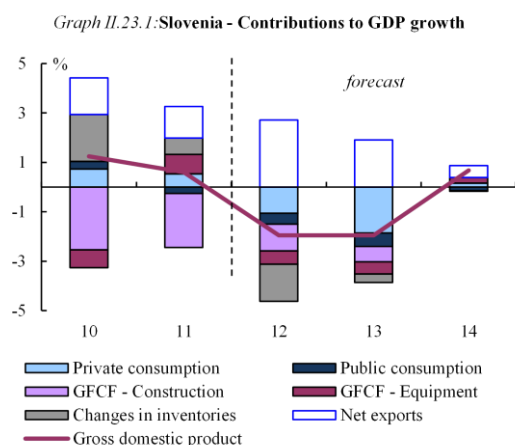 Graph II.23.1:Slovenia - Contributions to GDP growth
5
%
forecast
3
1
-1
-3
-5
10 11 12 13 14
Private consumption Public consumption
GFCF - Construction GFCF - Equipment
Changes in inventories Net exports
Gross domestic product